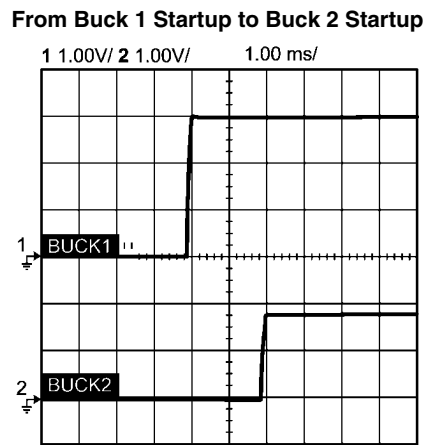 From Buck 1 Startup to Buck 2 Startup
1 1.00V/ 2 1.00V/ 1.00 ms/
1 BUCK1
2 BUCK2